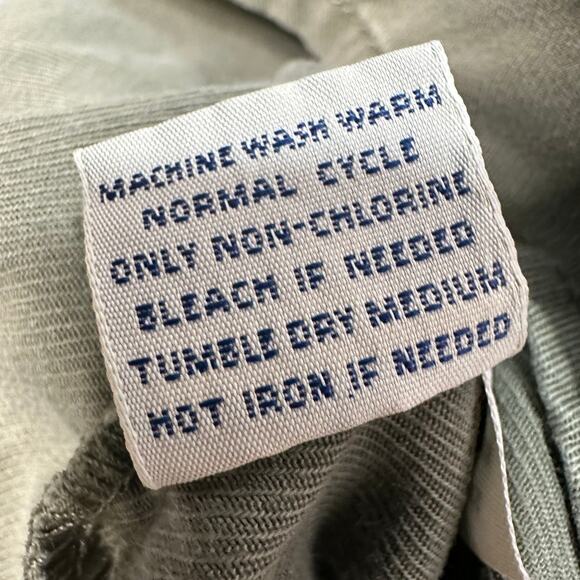 MACHINE WASH WARM
NORMAL CYCLE
ONLY NON-CHLORINE
BLEACH IF NEEDED
TUMBLE DRY MEDIUM
HOT IRON IF NEEDED